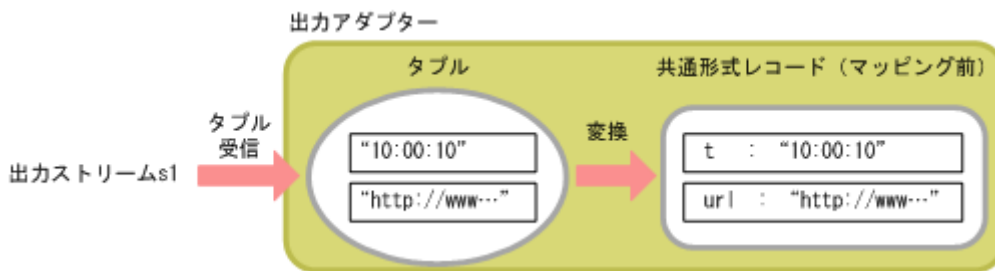 出力アダプター
タプル
共通形式レコード（マッピング前）
タプル
受信
変換
出力ストリームs1
“10:00:10”
“http://www…”
t : “10:00:10”
url : “http://www…”